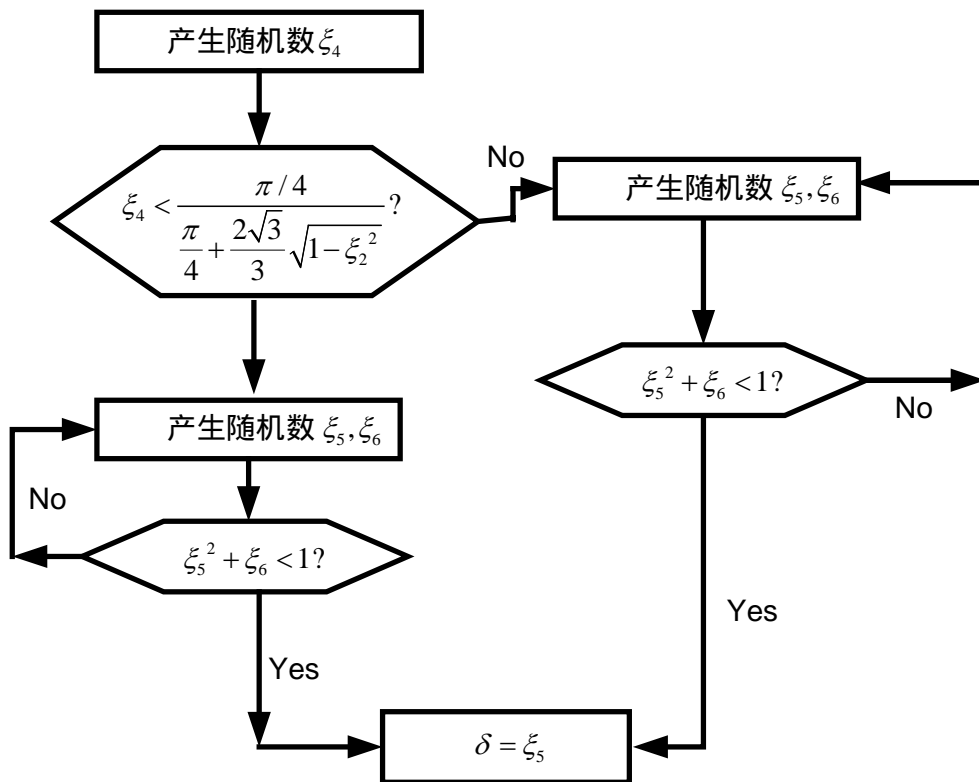 产生随机数 ξ₄
ξ₄ < (π/4) / (π/4 + (2√3/3)√(1−ξ₂²)) ?
No
产生随机数 ξ₅, ξ₆
ξ₅² + ξ₆ < 1?
No
产生随机数 ξ₅, ξ₆
No
ξ₅² + ξ₆ < 1?
Yes
Yes
δ = ξ₅